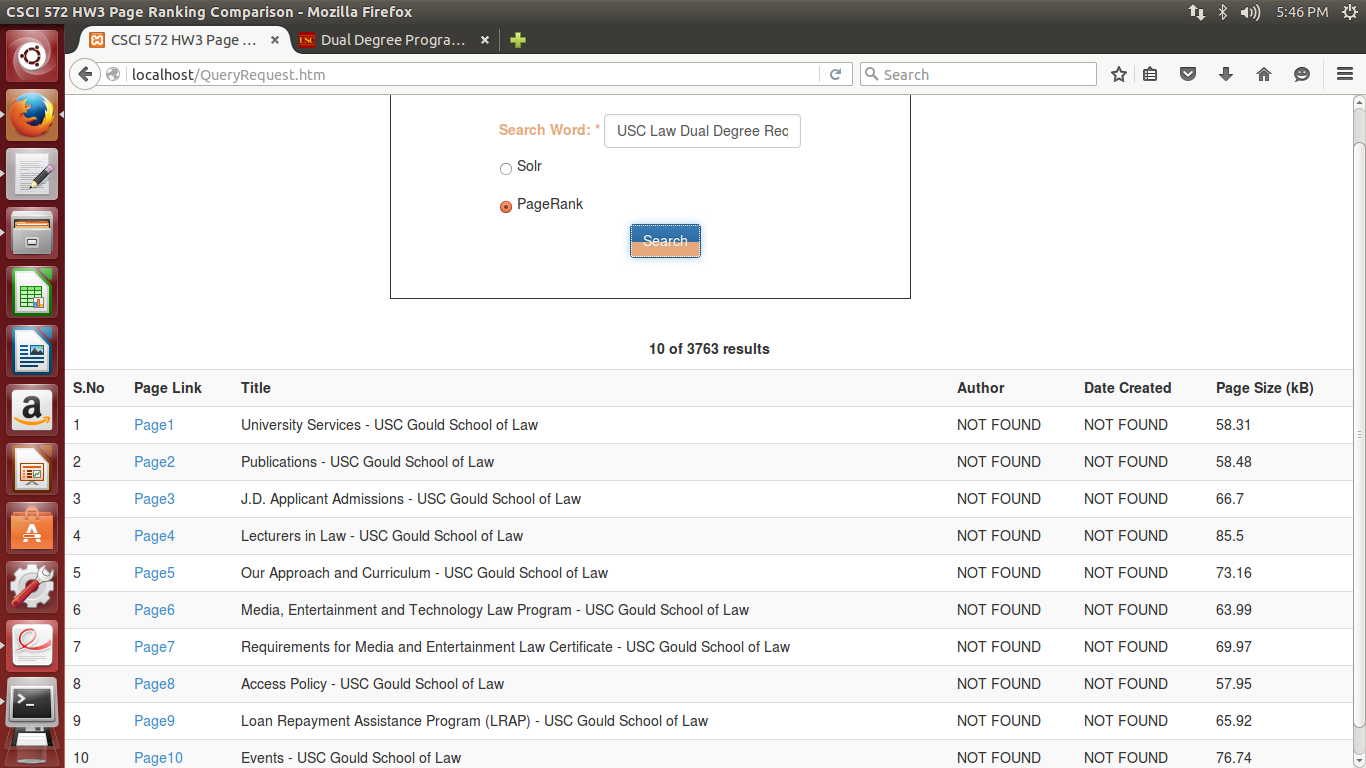 CSCI 572 HW3 Page Ranking Comparison - Mozilla Firefox 5:46 PM
CSCI 572 HW3 Page ... USC Dual Degree Progra...
localhost/QueryRequest.htm Search
Search Word: * USC Law Dual Degree Req
Solr
PageRank
Search
10 of 3763 results
S.No Page Link Title Author Date Created Page Size (kB)
1 Page1 University Services - USC Gould School of Law NOT FOUND NOT FOUND 58.31
2 Page2 Publications - USC Gould School of Law NOT FOUND NOT FOUND 58.48
3 Page3 J.D. Applicant Admissions - USC Gould School of Law NOT FOUND NOT FOUND 66.7
4 Page4 Lecturers in Law - USC Gould School of Law NOT FOUND NOT FOUND 85.5
5 Page5 Our Approach and Curriculum - USC Gould School of Law NOT FOUND NOT FOUND 73.16
6 Page6 Media, Entertainment and Technology Law Program - USC Gould School of Law NOT FOUND NOT FOUND 63.99
7 Page7 Requirements for Media and Entertainment Law Certificate - USC Gould School of Law NOT FOUND NOT FOUND 69.97
8 Page8 Access Policy - USC Gould School of Law NOT FOUND NOT FOUND 57.95
9 Page9 Loan Repayment Assistance Program (LRAP) - USC Gould School of Law NOT FOUND NOT FOUND 65.92
10 Page10 Events - USC Gould School of Law NOT FOUND NOT FOUND 76.74